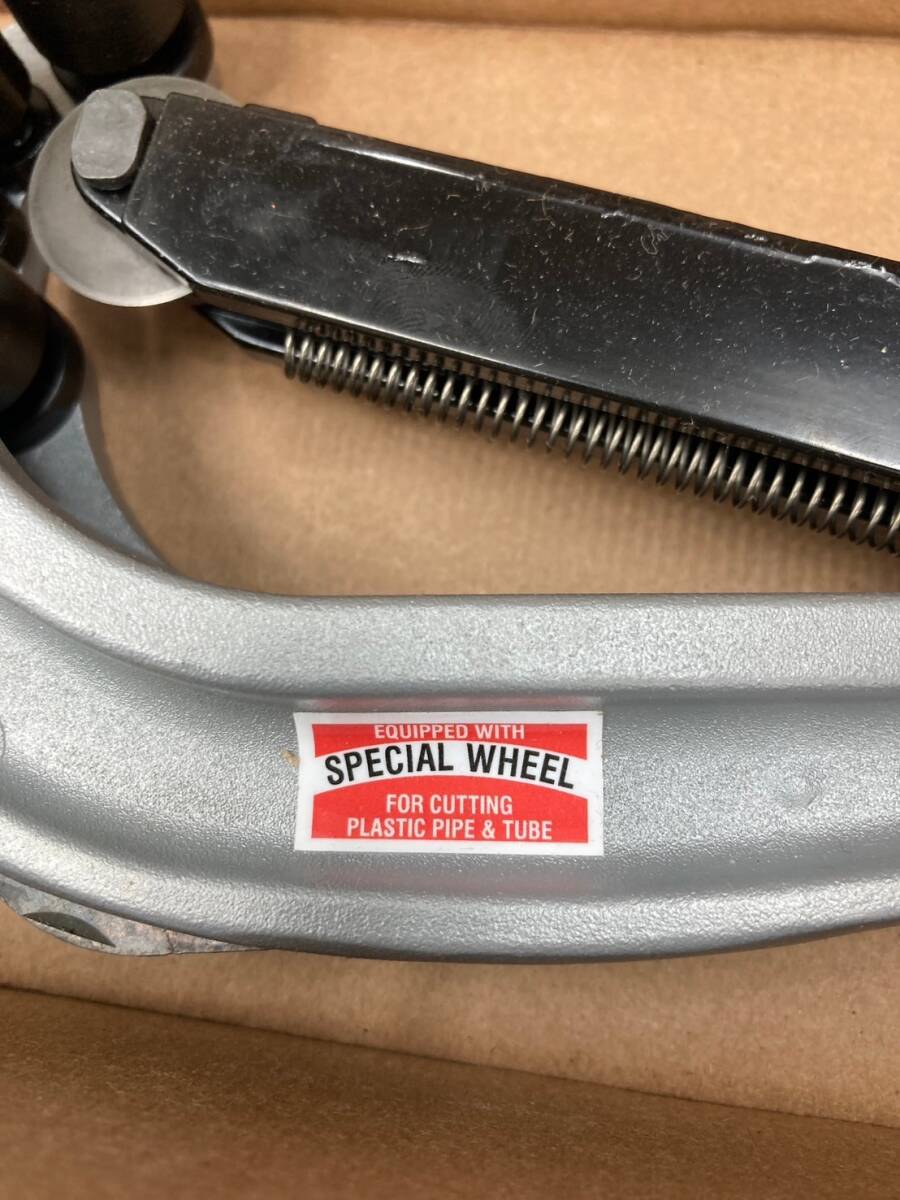 EQUIPPED WITH
SPECIAL WHEEL
FOR CUTTING
PLASTIC PIPE & TUBE